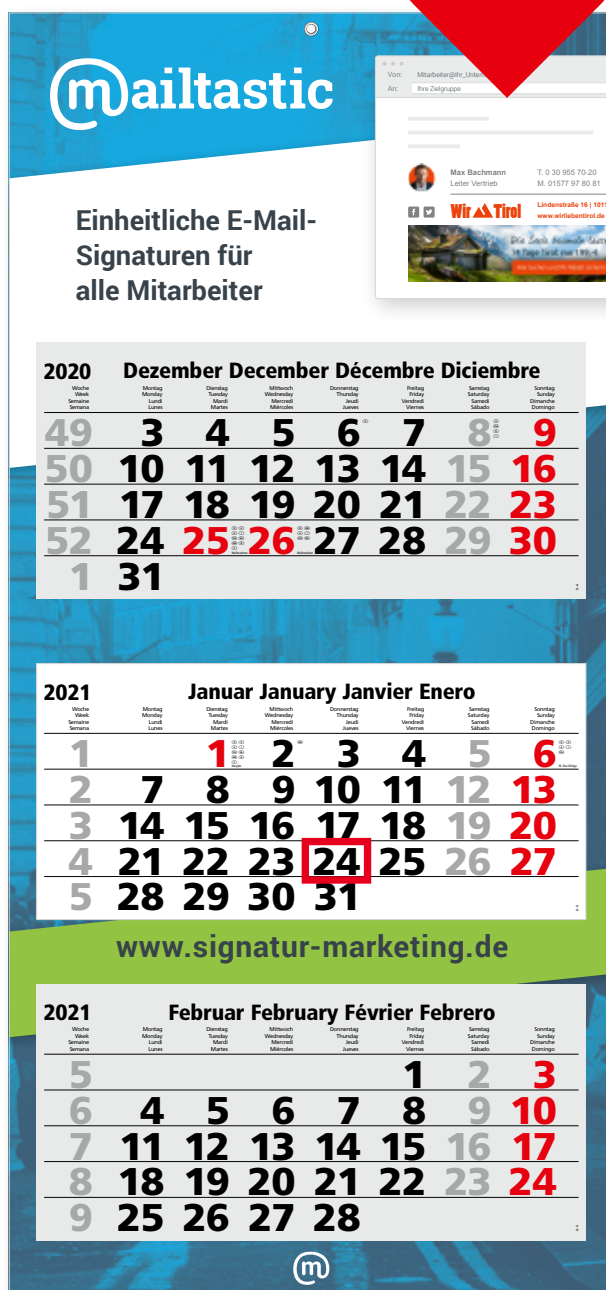 mailtastic
Von: Mitarbeiter@Ihr_Untern
An: Ihre Zielgruppe
Max Bachmann T. 0 30 955 70-20
Leiter Vertrieb M. 01577 97 80 81
Wir Tirol Lindenstraße 16 | 1011
www.wirliebentirol.de
Einheitliche E-Mail-
Signaturen für
alle Mitarbeiter
2020 Dezember December Décembre Diciembre
Woche Montag Dienstag Mittwoch Donnerstag Freitag Samstag Sonntag
Week Monday Tuesday Wednesday Thursday Friday Saturday Sunday
Semaine Lundi Mardi Mercredi Jeudi Vendredi Samedi Dimanche
Semana Lunes Martes Miércoles Jueves Viernes Sábado Domingo
49 3 4 5 6 7 8 9
50 10 11 12 13 14 15 16
51 17 18 19 20 21 22 23
52 24 25 26 27 28 29 30
1 31
2021 Januar January Janvier Enero
Woche Montag Dienstag Mittwoch Donnerstag Freitag Samstag Sonntag
Week Monday Tuesday Wednesday Thursday Friday Saturday Sunday
Semaine Lundi Mardi Mercredi Jeudi Vendredi Samedi Dimanche
Semana Lunes Martes Miércoles Jueves Viernes Sábado Domingo
1 1 2 3 4 5 6
2 7 8 9 10 11 12 13
3 14 15 16 17 18 19 20
4 21 22 23 24 25 26 27
5 28 29 30 31
www.signatur-marketing.de
2021 Februar February Février Febrero
Woche Montag Dienstag Mittwoch Donnerstag Freitag Samstag Sonntag
Week Monday Tuesday Wednesday Thursday Friday Saturday Sunday
Semaine Lundi Mardi Mercredi Jeudi Vendredi Samedi Dimanche
Semana Lunes Martes Miércoles Jueves Viernes Sábado Domingo
5 1 2 3
6 4 5 6 7 8 9 10
7 11 12 13 14 15 16 17
8 18 19 20 21 22 23 24
9 25 26 27 28
m